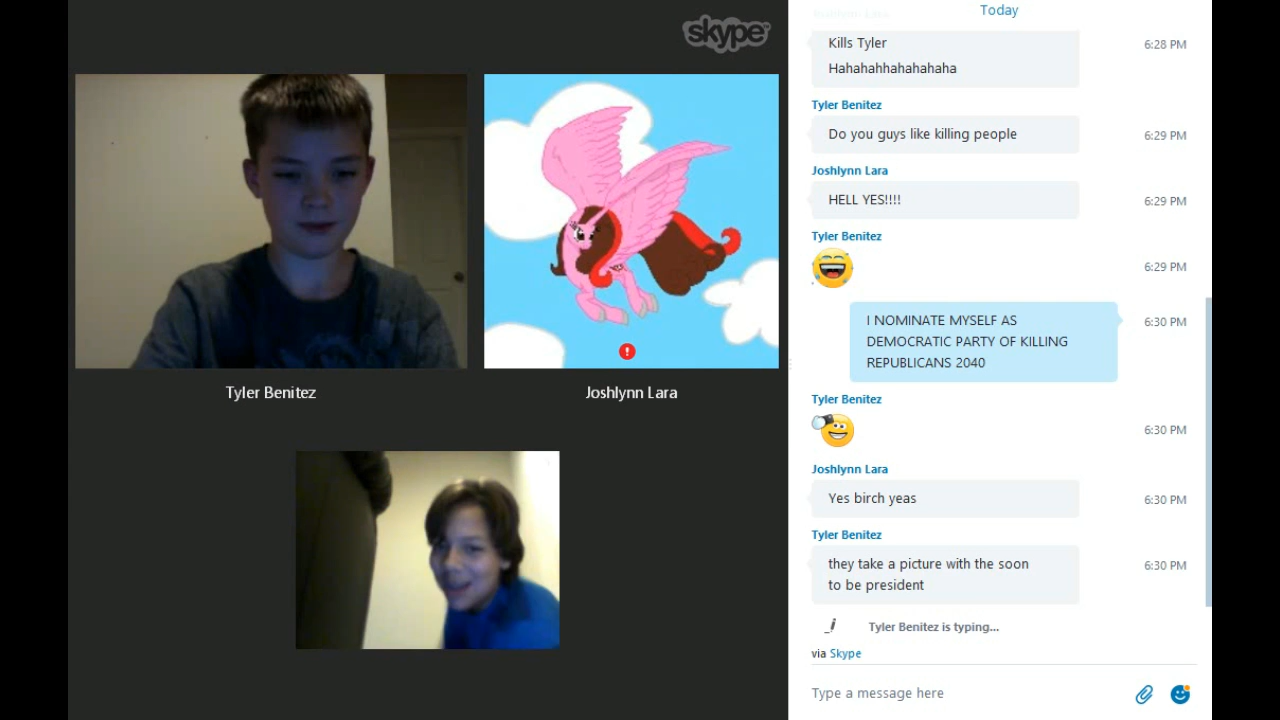 skype
Tyler Benitez
Joshlynn Lara
Today
Kills Tyler
6:28 PM
Hahahahhahahahaha
Tyler Benitez
Do you guys like killing people
6:29 PM
Joshlynn Lara
HELL YES!!!!
6:29 PM
Tyler Benitez
6:29 PM
I NOMINATE MYSELF AS
6:30 PM
DEMOCRATIC PARTY OF KILLING
REPUBLICANS 2040
Tyler Benitez
6:30 PM
Joshlynn Lara
Yes birch yeas
6:30 PM
Tyler Benitez
they take a picture with the soon
6:30 PM
to be president
Tyler Benitez is typing...
via Skype
Type a message here